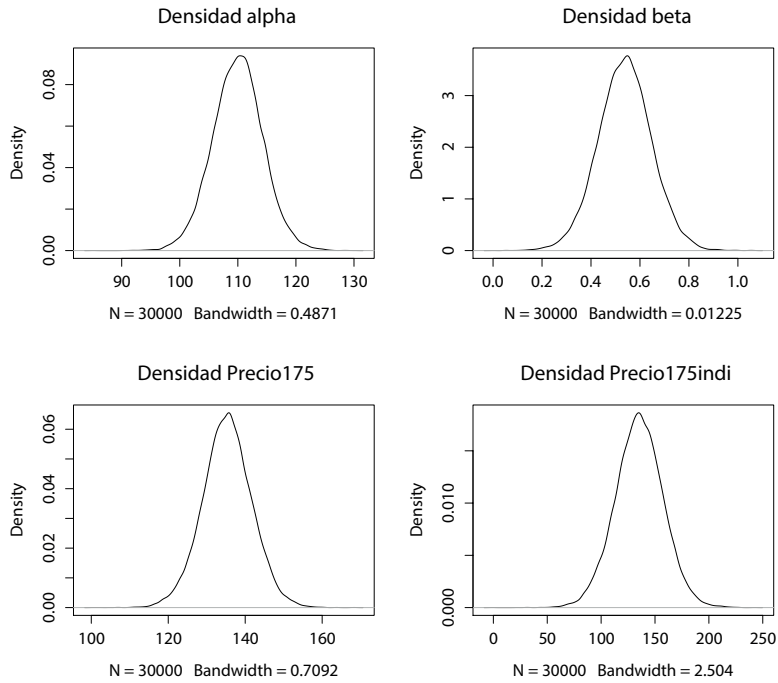 Densidad alpha
Density
0.00 0.04 0.08
90 100 110 120 130
N = 30000 Bandwidth = 0.4871
Densidad beta
Density
0 1 2 3
0.0 0.2 0.4 0.6 0.8 1.0
N = 30000 Bandwidth = 0.01225
Densidad Precio175
Density
0.00 0.02 0.04 0.06
100 120 140 160
N = 30000 Bandwidth = 0.7092
Densidad Precio175indi
Density
0.000 0.010
0 50 100 150 200 250
N = 30000 Bandwidth = 2.504